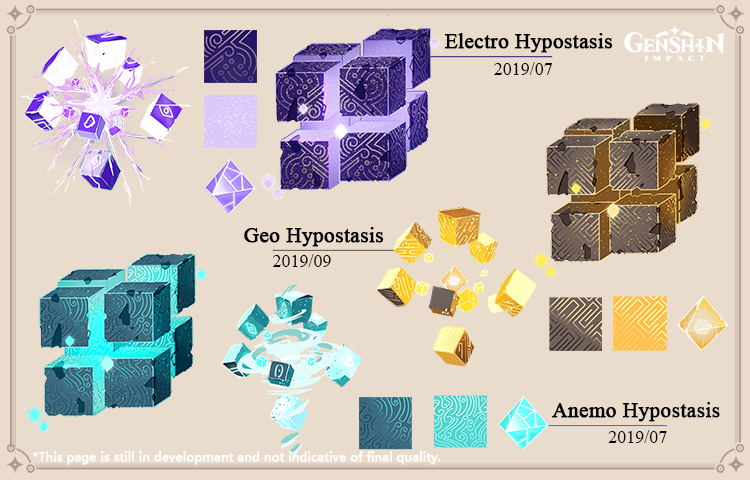 Electro Hypostasis
2019/07
GENSHIN
IMPACT
Geo Hypostasis
2019/09
Anemo Hypostasis
2019/07
*This page is still in development and not indicative of final quality.